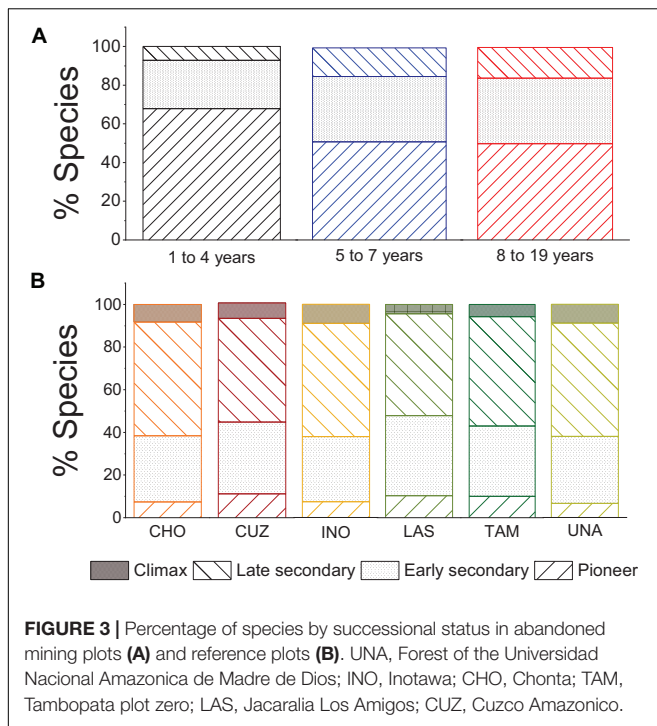 A
% Species
100
80
60
40
20
0
1 to 4 years
5 to 7 years
8 to 19 years
B
% Species
100
80
60
40
20
0
CHO
CUZ
INO
LAS
TAM
UNA
Climax
Late secondary
Early secondary
Pioneer
FIGURE 3 | Percentage of species by successional status in abandoned
mining plots (A) and reference plots (B). UNA, Forest of the Universidad
Nacional Amazonica de Madre de Dios; INO, Inotawa; CHO, Chonta; TAM,
Tambopata plot zero; LAS, Jacaralia Los Amigos; CUZ, Cuzco Amazonico.